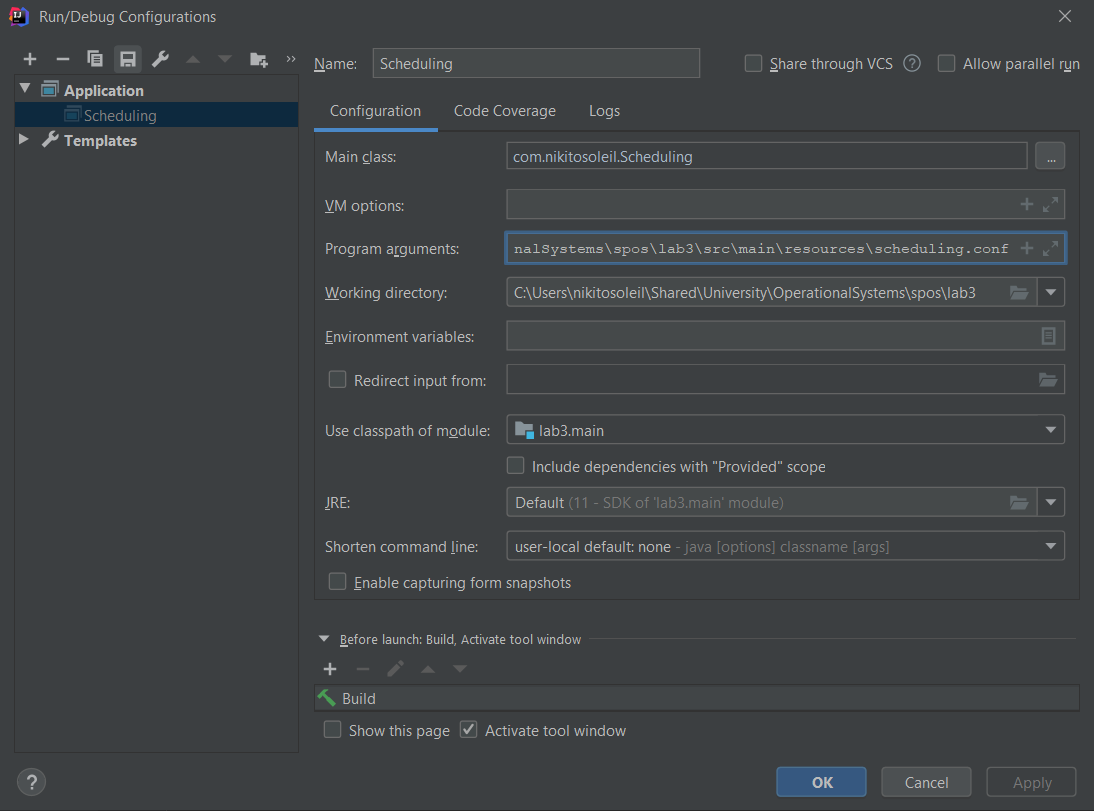 Run/Debug Configurations
Name: Scheduling Share through VCS ? Allow parallel run
Application
Scheduling
Templates
Configuration Code Coverage Logs
Main class: com.nikitosoleil.Scheduling ...
VM options:
Program arguments: nalSystems\spos\lab3\src\main\resources\scheduling.conf
Working directory: C:\Users\nikitosoleil\Shared\University\OperationalSystems\spos\lab3
Environment variables:
Redirect input from:
Use classpath of module: lab3.main
Include dependencies with "Provided" scope
JRE: Default (11 - SDK of 'lab3.main' module)
Shorten command line: user-local default: none - java [options] classname [args]
Enable capturing form snapshots
Before launch: Build, Activate tool window
Build
Show this page Activate tool window
? OK Cancel Apply